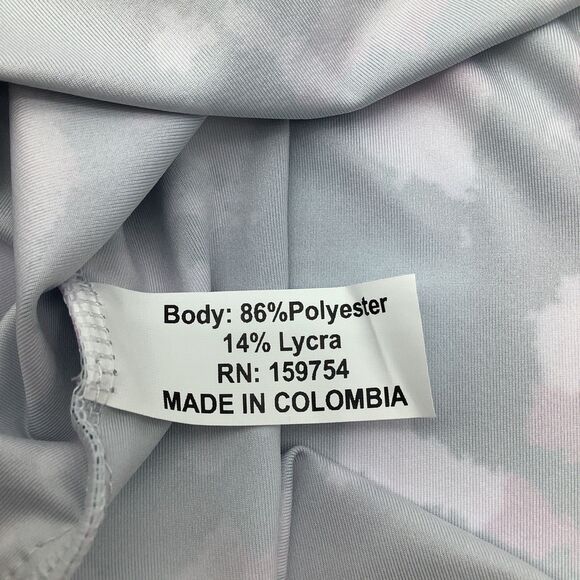 Body: 86%Polyester
14% Lycra
RN: 159754
MADE IN COLOMBIA